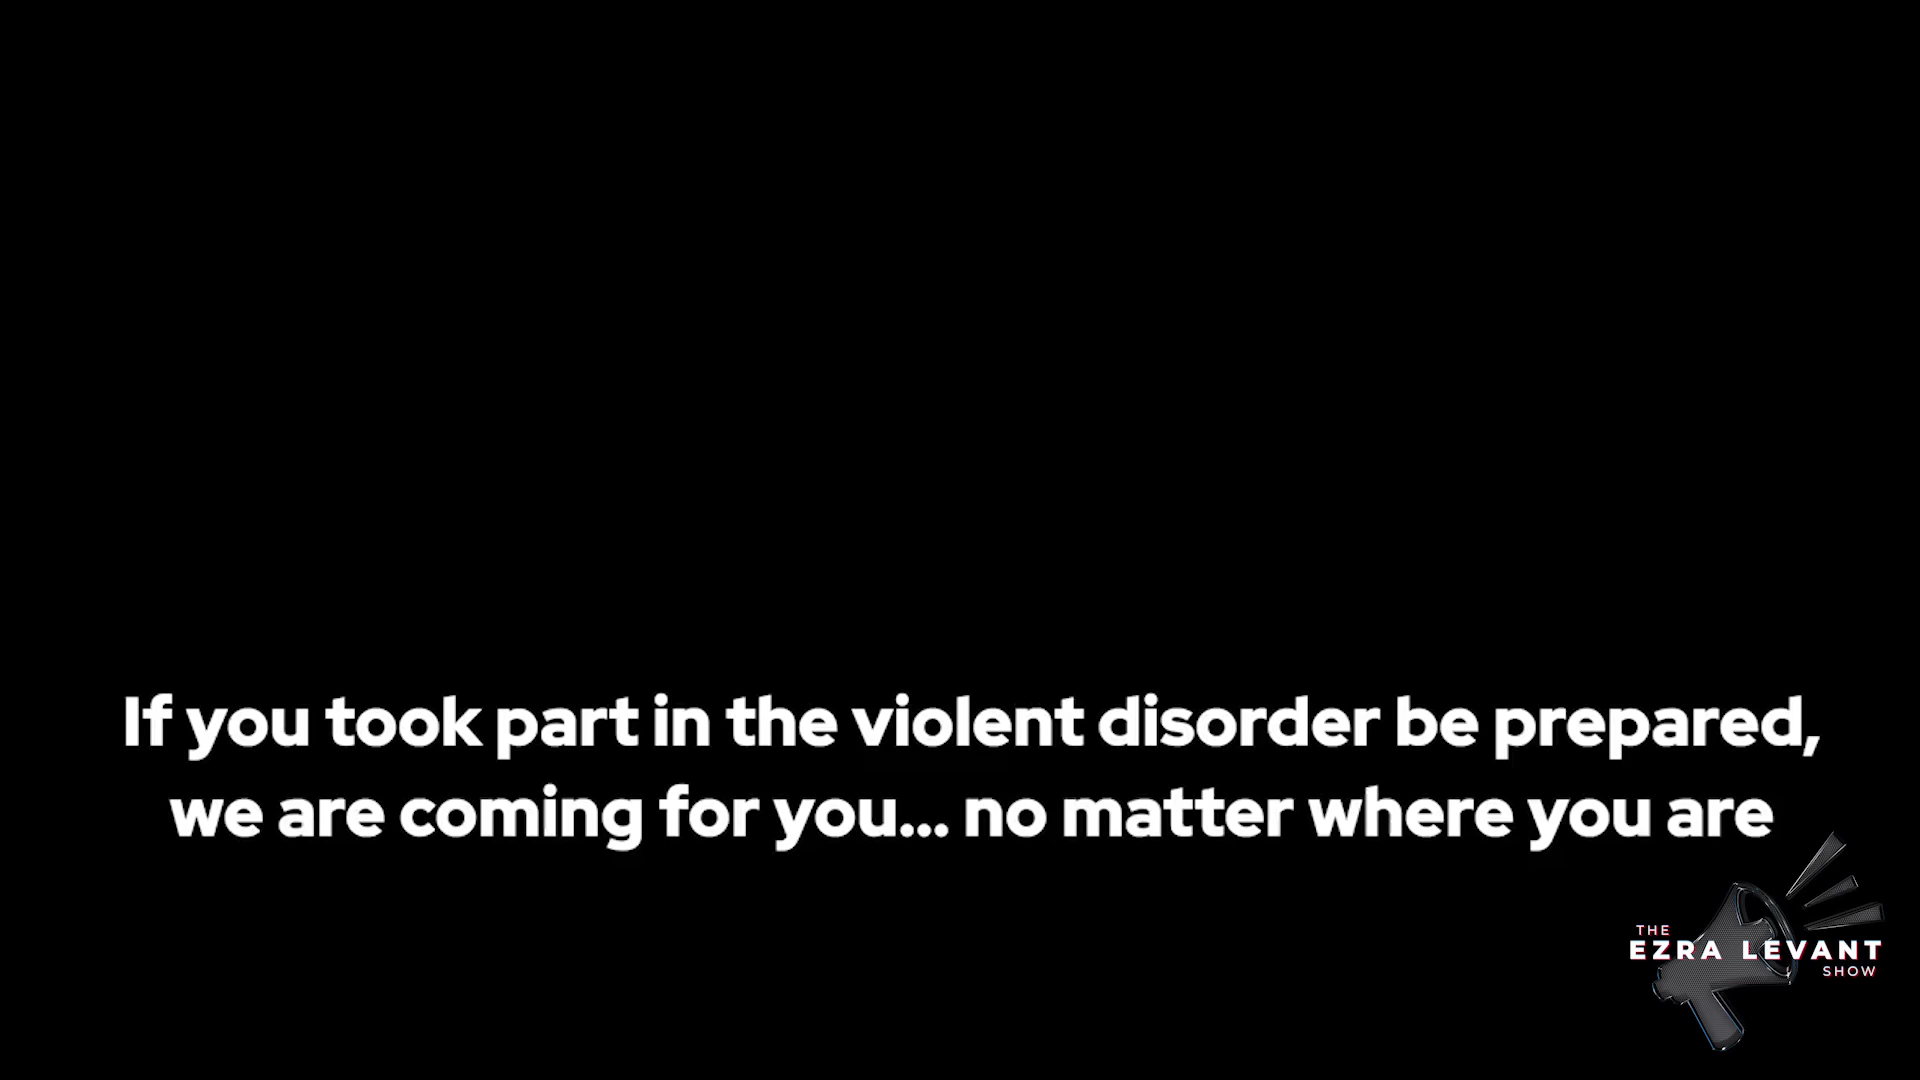 If you took part in the violent disorder be prepared,
we are coming for you... no matter where you are
THE
EZRA LEVANT
SHOW